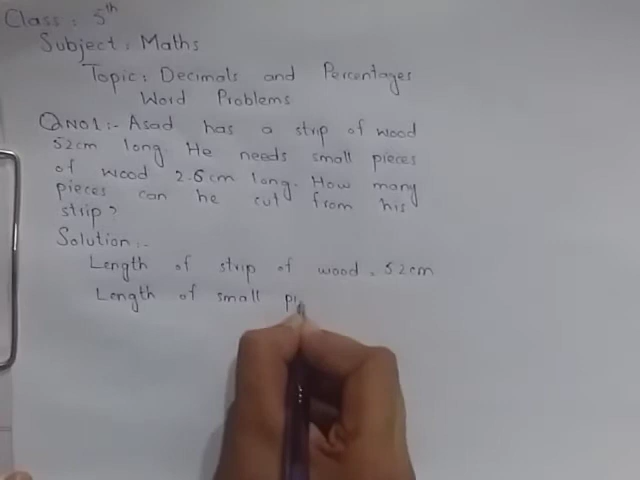 Class: 5th
Subject: Maths
Topic: Decimals and Percentages
Word Problems
QNO1:- Asad has a strip of wood
52cm long He needs small pieces
of wood 2.6cm long. How many
pieces can he cut from his
strip?
Solution:-
Length of strip of wood = 52cm
Length of small pi